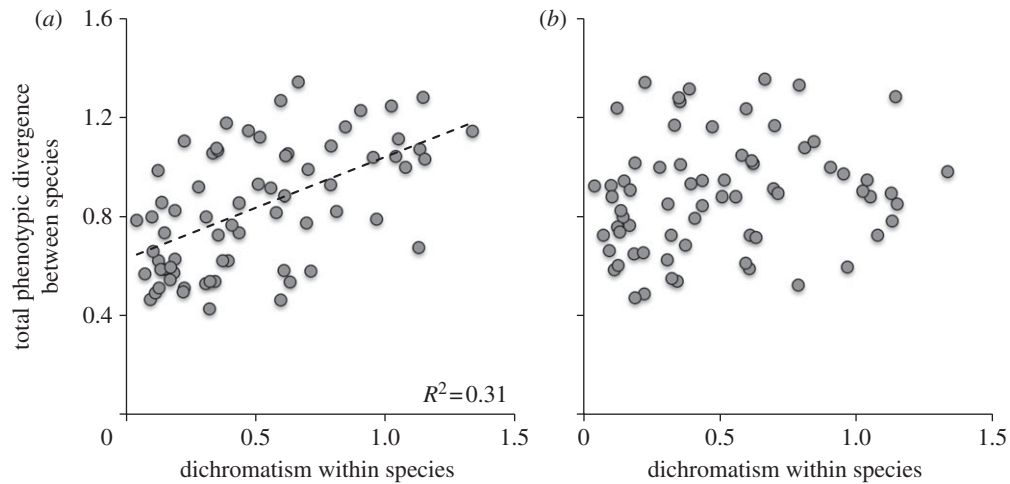 (a)
(b)
total phenotypic divergence
between species
1.6
1.2
0.8
0.4
0
R² = 0.31
0.5
1.0
1.5
0
0.5
1.0
1.5
dichromatism within species
dichromatism within species